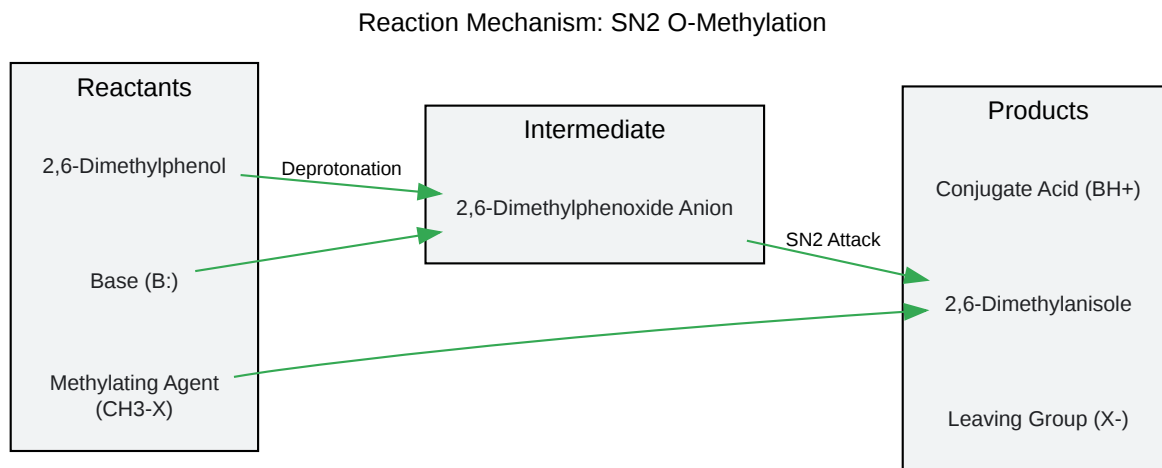 Reaction Mechanism: SN2 O-Methylation
Reactants
2,6-Dimethylphenol
Base (B:)
Methylating Agent
(CH3-X)
Deprotonation
Intermediate
2,6-Dimethylphenoxide Anion
SN2 Attack
Products
Conjugate Acid (BH+)
2,6-Dimethylanisole
Leaving Group (X-)